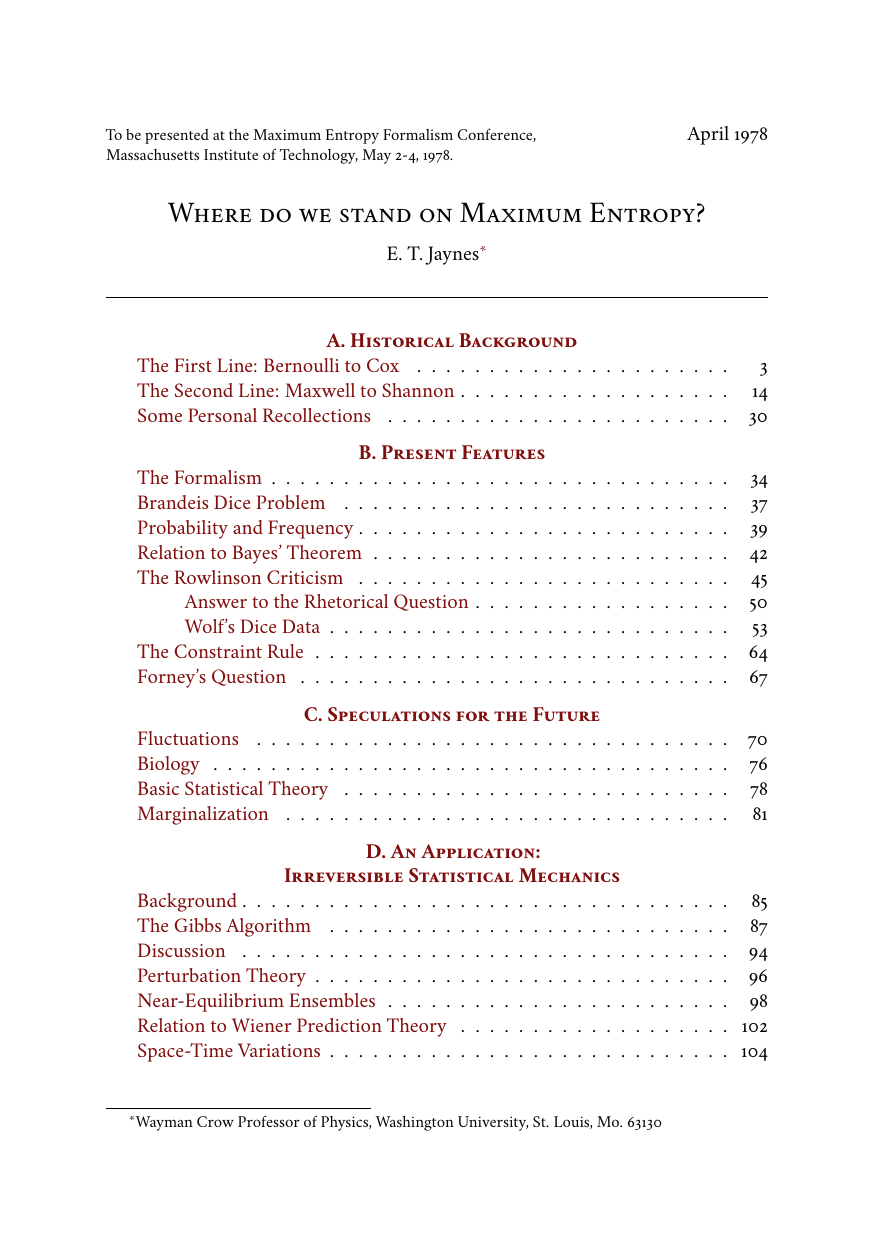 To be presented at the Maximum Entropy Formalism Conference, April 1978
Massachusetts Institute of Technology, May 2-4, 1978.
Where do we stand on Maximum Entropy?
E. T. Jaynes*
A. Historical Background
The First Line: Bernoulli to Cox . . . . . . . . . . . . . . . . . . . . . . 3
The Second Line: Maxwell to Shannon . . . . . . . . . . . . . . . . . . . 14
Some Personal Recollections . . . . . . . . . . . . . . . . . . . . . . . . 30
B. Present Features
The Formalism . . . . . . . . . . . . . . . . . . . . . . . . . . . . . . . . 34
Brandeis Dice Problem . . . . . . . . . . . . . . . . . . . . . . . . . . . 37
Probability and Frequency . . . . . . . . . . . . . . . . . . . . . . . . . . 39
Relation to Bayes’ Theorem . . . . . . . . . . . . . . . . . . . . . . . . . 42
The Rowlinson Criticism . . . . . . . . . . . . . . . . . . . . . . . . . . 45
Answer to the Rhetorical Question . . . . . . . . . . . . . . . . . . 50
Wolf’s Dice Data . . . . . . . . . . . . . . . . . . . . . . . . . . . . 53
The Constraint Rule . . . . . . . . . . . . . . . . . . . . . . . . . . . . . 64
Forney’s Question . . . . . . . . . . . . . . . . . . . . . . . . . . . . . . 67
C. Speculations for the Future
Fluctuations . . . . . . . . . . . . . . . . . . . . . . . . . . . . . . . . . 70
Biology . . . . . . . . . . . . . . . . . . . . . . . . . . . . . . . . . . . . 76
Basic Statistical Theory . . . . . . . . . . . . . . . . . . . . . . . . . . . 78
Marginalization . . . . . . . . . . . . . . . . . . . . . . . . . . . . . . . 81
D. An Application:
Irreversible Statistical Mechanics
Background . . . . . . . . . . . . . . . . . . . . . . . . . . . . . . . . . . 85
The Gibbs Algorithm . . . . . . . . . . . . . . . . . . . . . . . . . . . . 87
Discussion . . . . . . . . . . . . . . . . . . . . . . . . . . . . . . . . . . 94
Perturbation Theory . . . . . . . . . . . . . . . . . . . . . . . . . . . . . 96
Near-Equilibrium Ensembles . . . . . . . . . . . . . . . . . . . . . . . . 98
Relation to Wiener Prediction Theory . . . . . . . . . . . . . . . . . . . 102
Space-Time Variations . . . . . . . . . . . . . . . . . . . . . . . . . . . . 104
*Wayman Crow Professor of Physics, Washington University, St. Louis, Mo. 63130